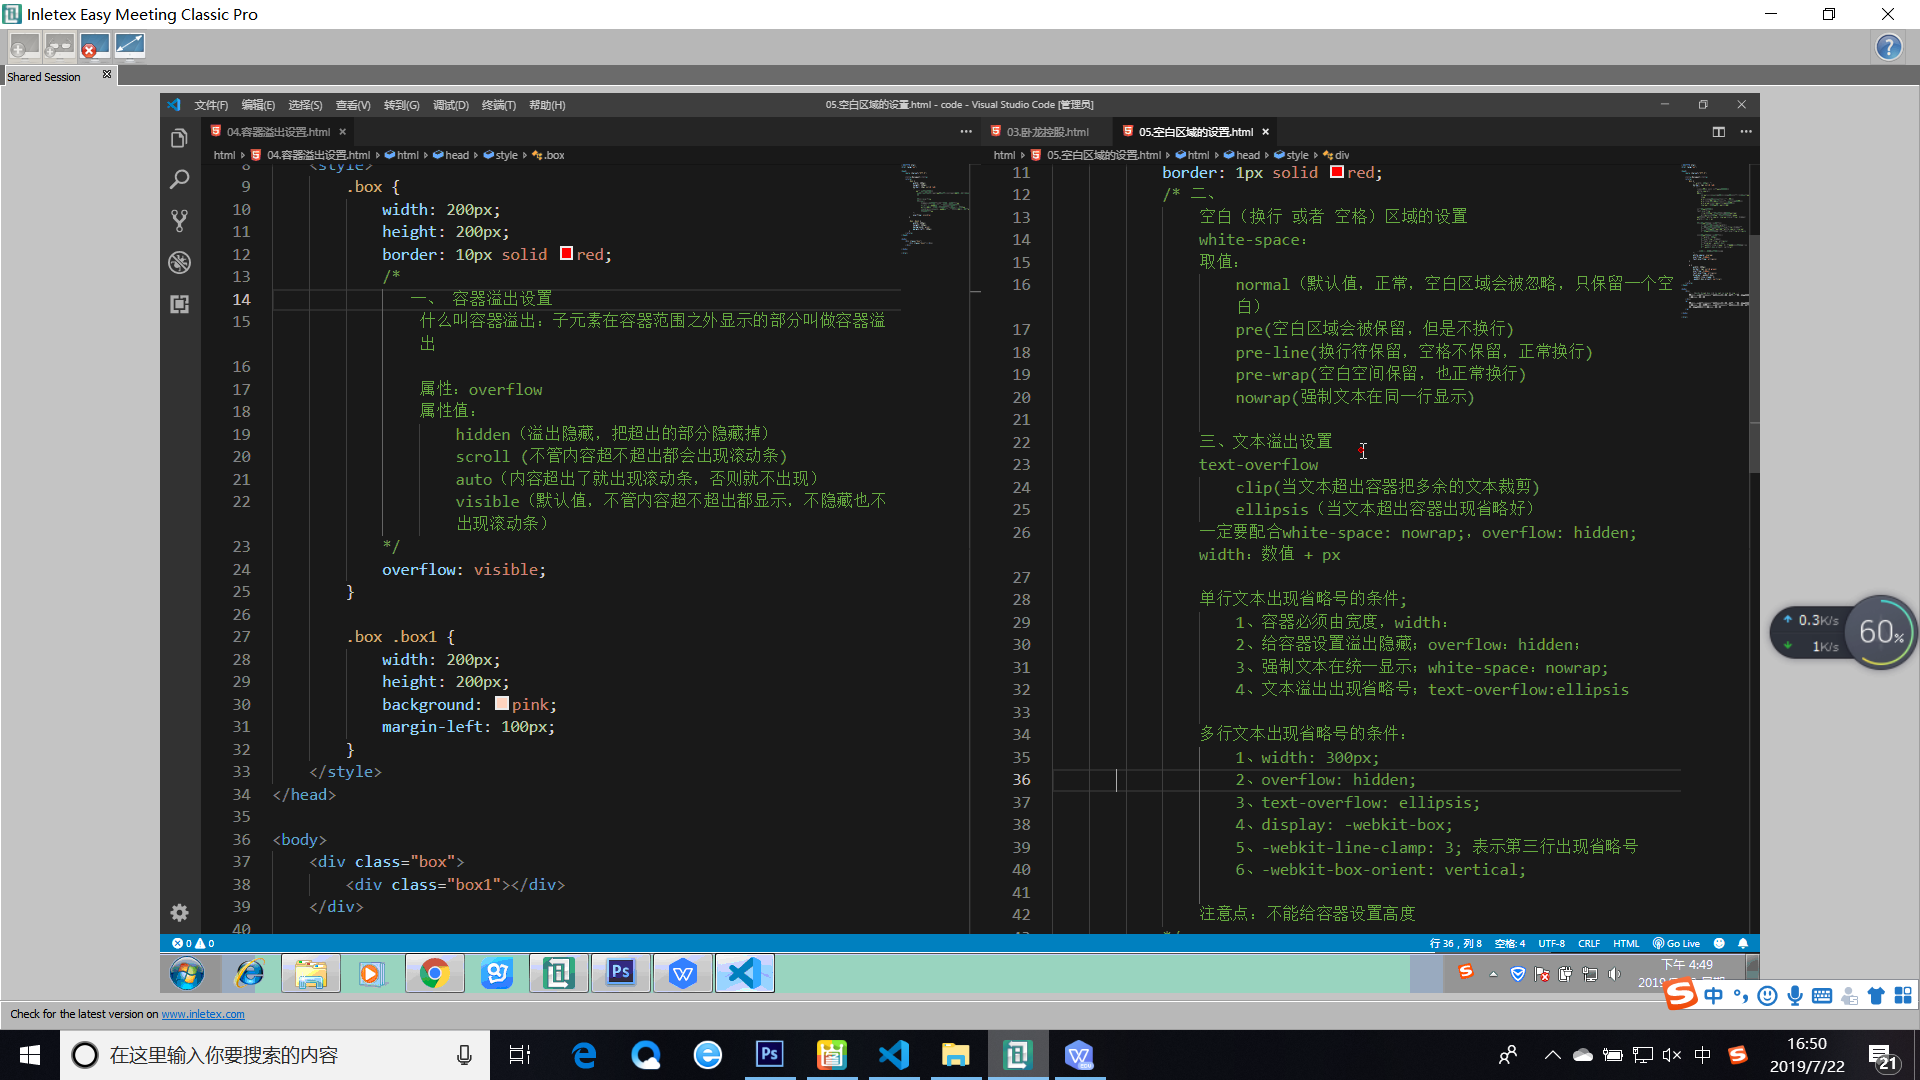 Inletex Easy Meeting Classic Pro
Shared Session
文件(F) 编辑(E) 选择(S) 查看(V) 转到(G) 调试(D) 终端(T) 帮助(H)
05.空白区域的设置.html - code - Visual Studio Code [管理员]
04.容器溢出设置.html
html 04.容器溢出设置.html html head style .box
8 <style>
9 .box {
10 width: 200px;
11 height: 200px;
12 border: 10px solid red;
13 /*
14 一、 容器溢出设置
15 什么叫容器溢出：子元素在容器范围之外显示的部分叫做容器溢
出
16
17 属性：overflow
18 属性值：
19 hidden（溢出隐藏，把超出的部分隐藏掉）
20 scroll (不管内容超不超出都会出现滚动条)
21 auto（内容超出了就出现滚动条，否则就不出现）
22 visible（默认值，不管内容超不超出都显示，不隐藏也不
出现滚动条）
23 */
24 overflow: visible;
25 }
26
27 .box .box1 {
28 width: 200px;
29 height: 200px;
30 background: pink;
31 margin-left: 100px;
32 }
33 </style>
34 </head>
35
36 <body>
37 <div class="box">
38 <div class="box1"></div>
39 </div>
40
03.卧龙控股.html 05.空白区域的设置.html
html 05.空白区域的设置.html html head style div
11 border: 1px solid red;
12 /* 二、
13 空白（换行 或者 空格）区域的设置
14 white-space：
15 取值：
16 normal（默认值，正常，空白区域会被忽略，只保留一个空
白）
17 pre(空白区域会被保留，但是不换行)
18 pre-line(换行符保留，空格不保留，正常换行)
19 pre-wrap(空白空间保留，也正常换行)
20 nowrap(强制文本在同一行显示)
21
22 三、文本溢出设置
23 text-overflow
24 clip(当文本超出容器把多余的文本裁剪)
25 ellipsis（当文本超出容器出现省略好）
26 一定要配合white-space: nowrap;，overflow: hidden;
width：数值 + px
27
28 单行文本出现省略号的条件;
29 1、容器必须由宽度，width：
30 2、给容器设置溢出隐藏；overflow：hidden；
31 3、强制文本在统一显示；white-space：nowrap;
32 4、文本溢出出现省略号；text-overflow:ellipsis
33
34 多行文本出现省略号的条件：
35 1、width: 300px;
36 2、overflow: hidden;
37 3、text-overflow: ellipsis;
38 4、display: -webkit-box;
39 5、-webkit-line-clamp: 3; 表示第三行出现省略号
40 6、-webkit-box-orient: vertical;
41
42 注意点：不能给容器设置高度
0.3K/s
1K/s
60%
0 0
行 36，列 8 空格: 4 UTF-8 CRLF HTML Go Live
下午 4:49
中
Check for the latest version on www.inletex.com
在这里输入你要搜索的内容
中
16:50
2019/7/22
21